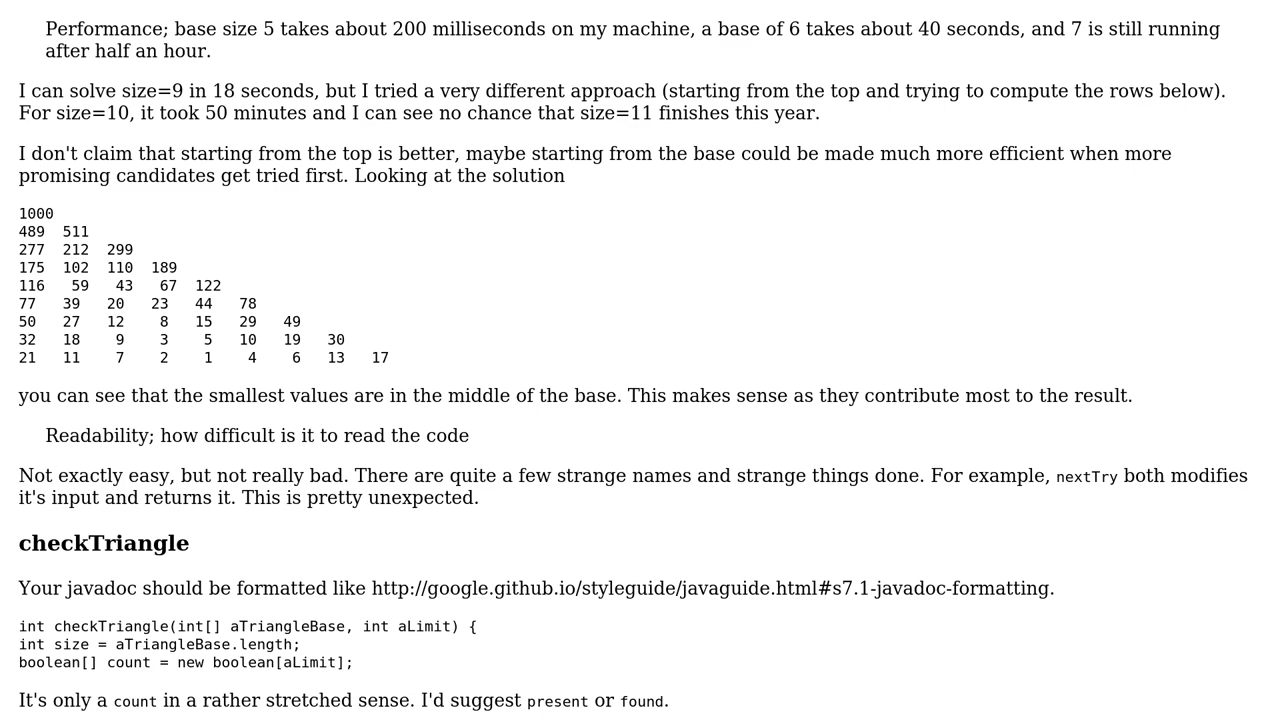 Performance; base size 5 takes about 200 milliseconds on my machine, a base of 6 takes about 40 seconds, and 7 is still running
after half an hour.
I can solve size=9 in 18 seconds, but I tried a very different approach (starting from the top and trying to compute the rows below).
For size=10, it took 50 minutes and I can see no chance that size=11 finishes this year.
I don't claim that starting from the top is better, maybe starting from the base could be made much more efficient when more
promising candidates get tried first. Looking at the solution
1000
489 511
277 212 299
175 102 110 189
116 59 43 67 122
77 39 20 23 44 78
50 27 12 8 15 29 49
32 18 9 3 5 10 19 30
21 11 7 2 1 4 6 13 17
you can see that the smallest values are in the middle of the base. This makes sense as they contribute most to the result.
Readability; how difficult is it to read the code
Not exactly easy, but not really bad. There are quite a few strange names and strange things done. For example, nextTry both modifies
it's input and returns it. This is pretty unexpected.
checkTriangle
Your javadoc should be formatted like http://google.github.io/styleguide/javaguide.html#s7.1-javadoc-formatting.
int checkTriangle(int[] aTriangleBase, int aLimit) {
int size = aTriangleBase.length;
boolean[] count = new boolean[aLimit];
It's only a count in a rather stretched sense. I'd suggest present or found.